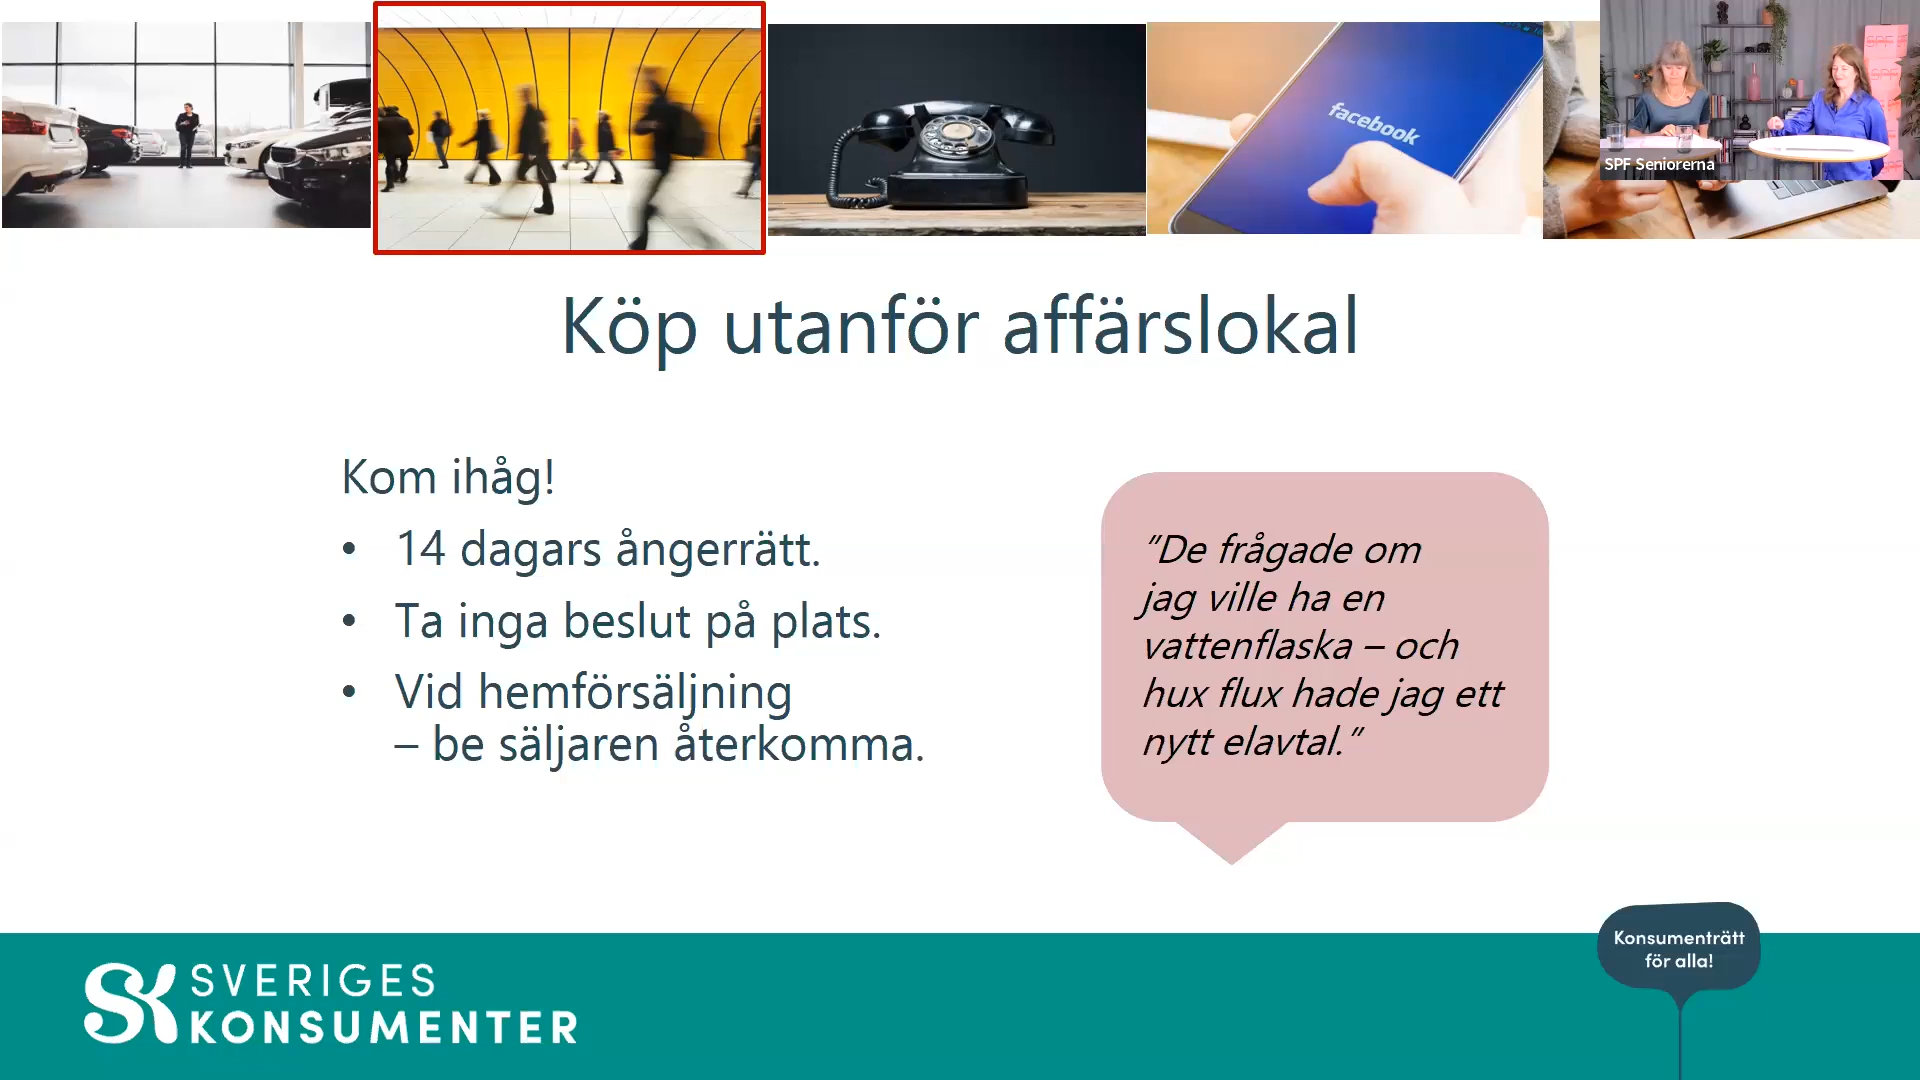 facebook
SPF Seniorerna
Köp utanför affärslokal
Kom ihåg!
• 14 dagars ångerrätt.
• Ta inga beslut på plats.
• Vid hemförsäljning
– be säljaren återkomma.
”De frågade om
jag ville ha en
vattenflaska – och
hux flux hade jag ett
nytt elavtal.”
SK SVERIGES
KONSUMENTER
Konsumenträtt
för alla!